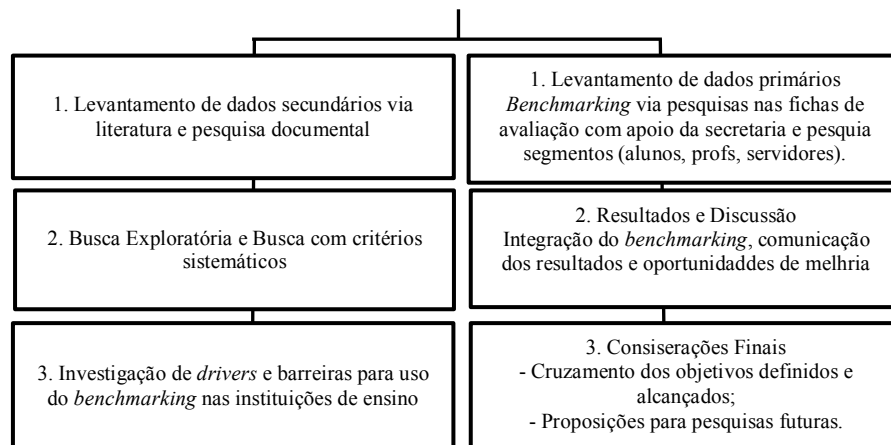 1. Levantamento de dados secundários via
literatura e pesquisa documental
2. Busca Exploratória e Busca com critérios
sistemáticos
3. Investigação de drivers e barreiras para uso
do benchmarking nas instituições de ensino
1. Levantamento de dados primários
Benchmarking via pesquisas nas fichas de
avaliação com apoio da secretaria e pesquia
segmentos (alunos, profs, servidores).
2. Resultados e Discussão
Integração do benchmarking, comunicação
dos resultados e oportunidaddes de melhria
3. Consiserações Finais
- Cruzamento dos objetivos definidos e
alcançados;
- Proposições para pesquisas futuras.